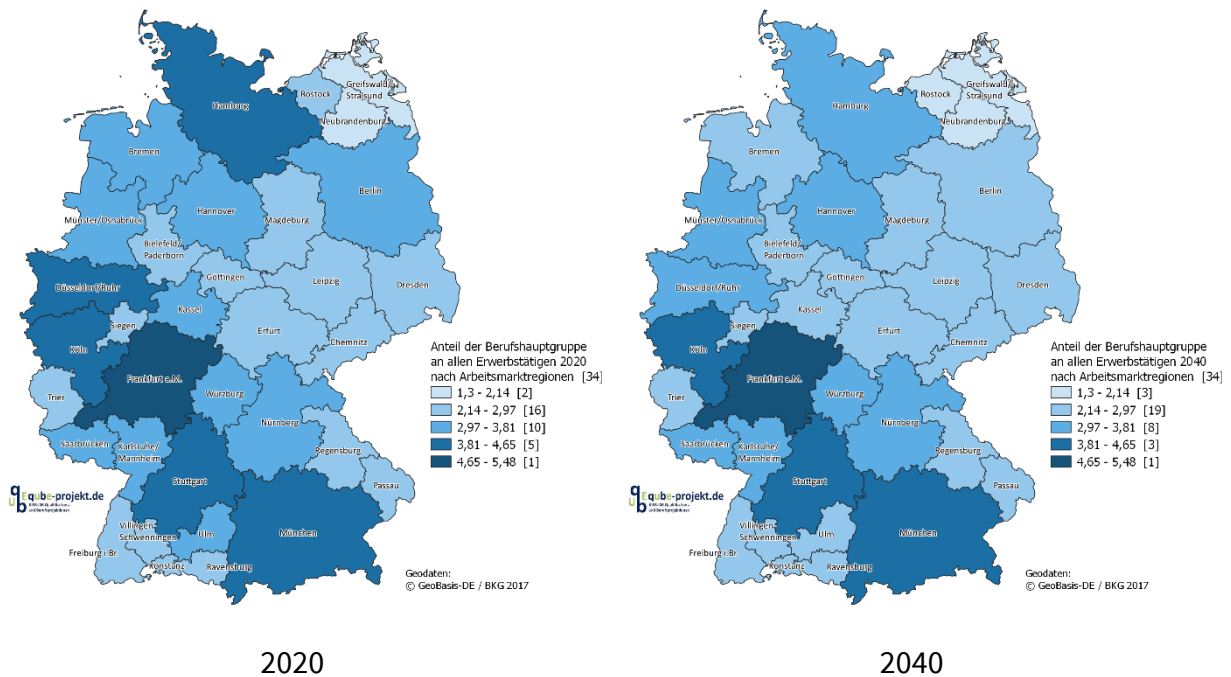 Hamburg
Rostock
Greifswald/
Stralsund
Neubrandenburg
Bremen
Berlin
Hannover
Münster/Osnabrück
Magdeburg
Bielefeld/
Paderborn
Göttingen
Leipzig
Dresden
Düsseldorf/Ruhr
Kassel
Siegen
Erfurt
Köln
Chemnitz
Frankfurt a.M.
Trier
Würzburg
Nürnberg
Saarbrücken
Karlsruhe/
Mannheim
Regensburg
Stuttgart
Passau
Villingen
Schwenningen
Ulm
München
Freiburg i.Br.
Konstanz
Ravensburg
Anteil der Berufshauptgruppe
an allen Erwerbstätigen 2020
nach Arbeitsmarktregionen [34]
1,3 - 2,14 [2]
2,14 - 2,97 [16]
2,97 - 3,81 [10]
3,81 - 4,65 [5]
4,65 - 5,48 [1]
qube-projekt.de
Geodaten:
© GeoBasis-DE / BKG 2017
2020
Hamburg
Rostock
Greifswald/
Stralsund
Neubrandenburg
Bremen
Berlin
Hannover
Münster/Osnabrück
Magdeburg
Bielefeld/
Paderborn
Göttingen
Leipzig
Dresden
Düsseldorf/Ruhr
Kassel
Siegen
Erfurt
Köln
Chemnitz
Frankfurt a.M.
Trier
Würzburg
Nürnberg
Saarbrücken
Karlsruhe/
Mannheim
Regensburg
Stuttgart
Passau
Villingen
Schwenningen
Ulm
München
Freiburg i.Br.
Konstanz
Ravensburg
Anteil der Berufshauptgruppe
an allen Erwerbstätigen 2040
nach Arbeitsmarktregionen [34]
1,3 - 2,14 [3]
2,14 - 2,97 [19]
2,97 - 3,81 [8]
3,81 - 4,65 [3]
4,65 - 5,48 [1]
qube-projekt.de
Geodaten:
© GeoBasis-DE / BKG 2017
2040